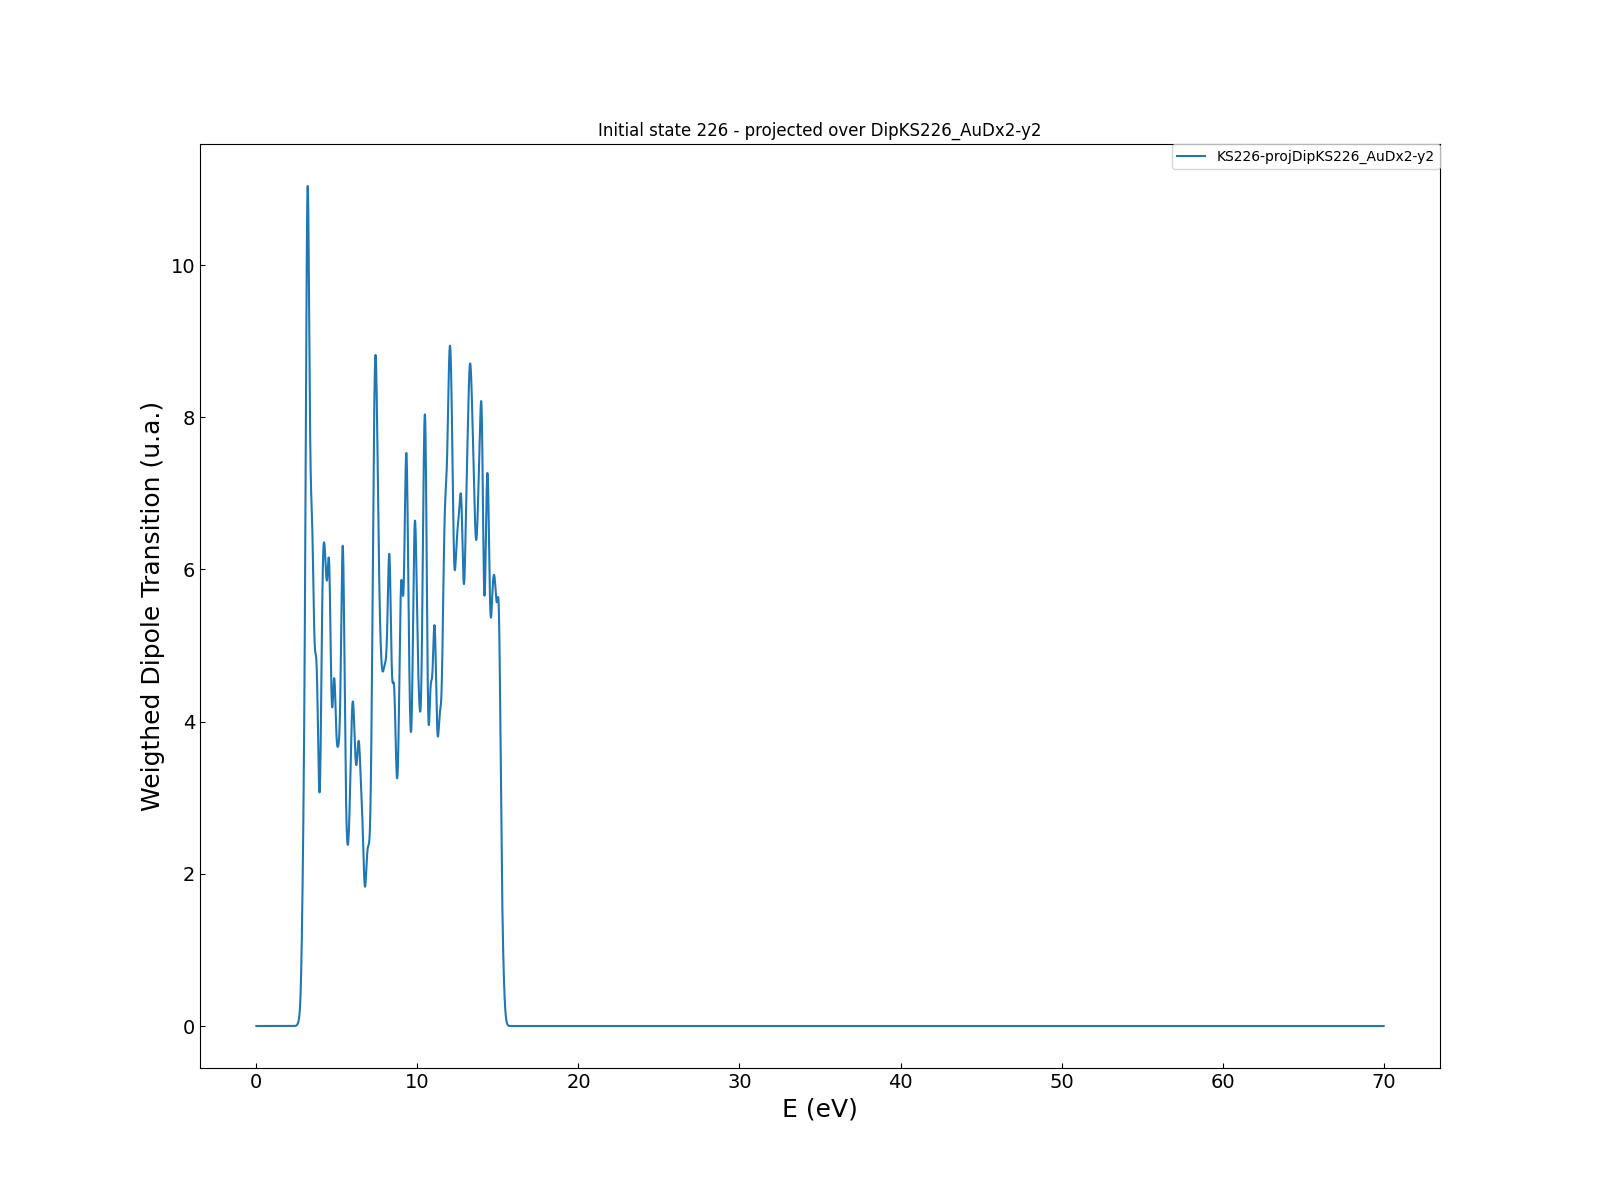 Initial state 226 - projected over DipKS226_AuDx2-y2
KS226-projDipKS226_AuDx2-y2
Weigthed Dipole Transition (u.a.)
10
8
6
4
2
0
0 10 20 30 40 50 60 70
E (eV)